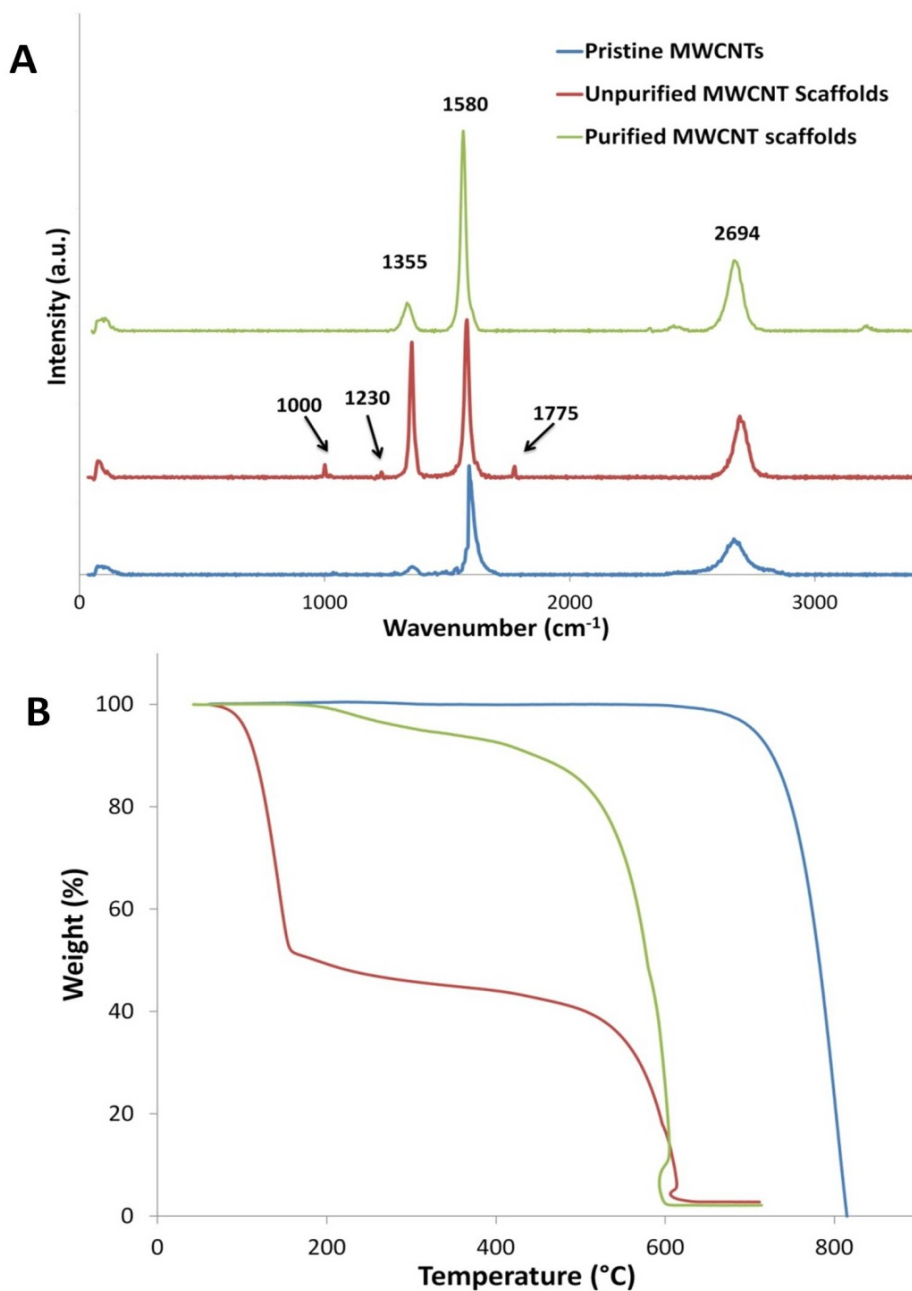 A
Pristine MWCNTs
Unpurified MWCNT Scaffolds
Purified MWCNT scaffolds
1580
1355
2694
1000
1230
1775
Intensity (a.u.)
0
1000
2000
3000
Wavenumber (cm⁻¹)
B
100
80
60
40
20
0
Weight (%)
0
200
400
600
800
Temperature (°C)